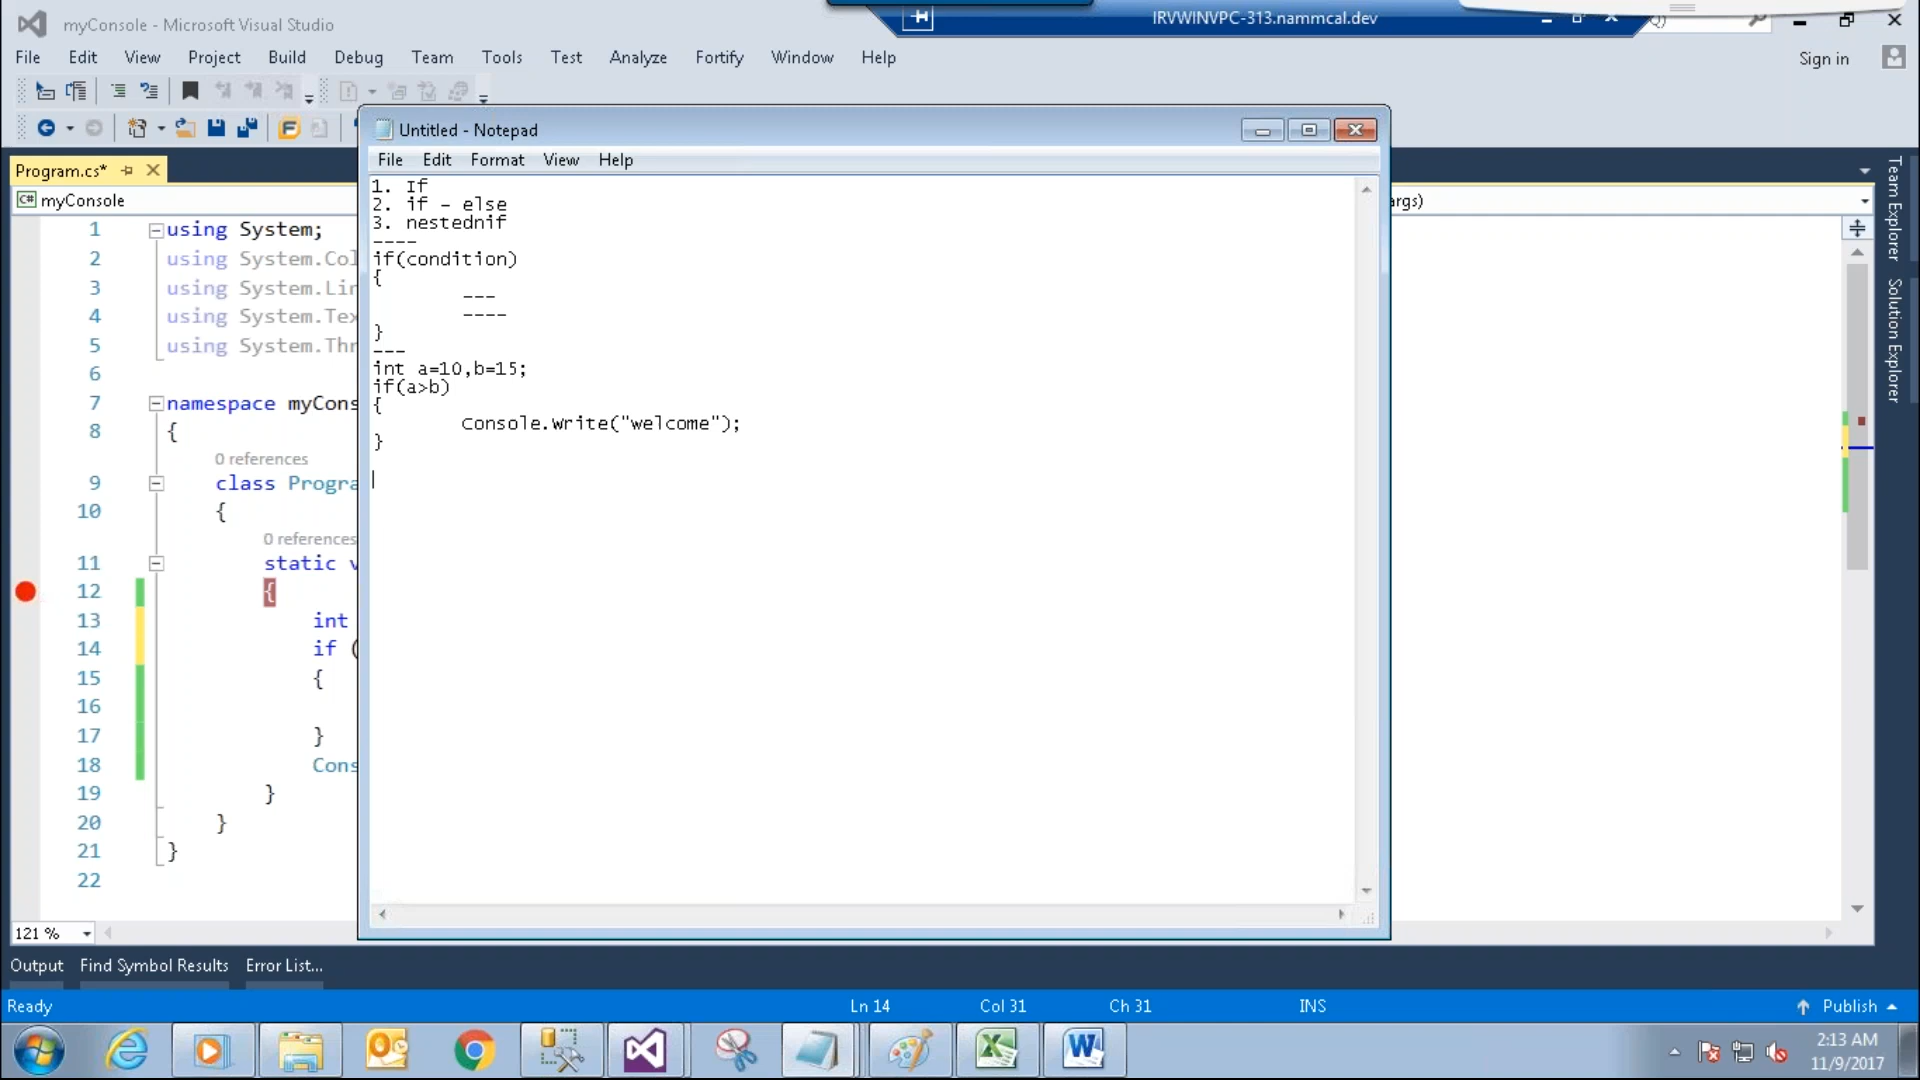 myConsole - Microsoft Visual Studio
IRVWINVPC-313.nammcal.dev
File Edit View Project Build Debug Team Tools Test Analyze Fortify Window Help
Sign in
Untitled - Notepad
File Edit Format View Help
Program.cs*
myConsole
args)
1. If
2. if - else
3. nestednif
----
if(condition)
{
---
----
}
---
int a=10,b=15;
if(a>b)
{
Console.Write("welcome");
}
1 using System;
2 using System.Col
3 using System.Lin
4 using System.Tex
5 using System.Thr
6
7 namespace myCons
8 {
0 references
9 class Progra
10 {
0 references
11 static v
12 {
13 int
14 if (
15 {
16
17 }
18 Cons
19 }
20 }
21 }
22
Team Explorer
Solution Explorer
121 %
Output Find Symbol Results Error List...
Ready
Ln 14 Col 31 Ch 31 INS
Publish
2:13 AM
11/9/2017